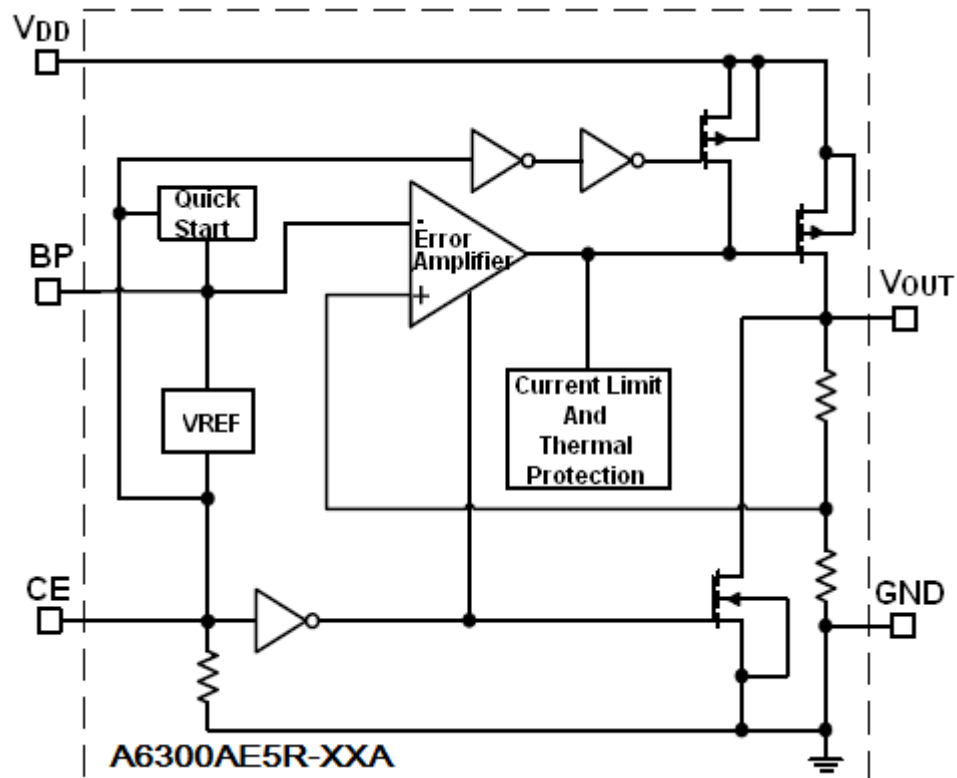 VDD
Quick
Start
-
Error
Amplifier
+
BP
VOUT
Current Limit
And
Thermal
Protection
VREF
CE
GND
A6300AE5R-XXA